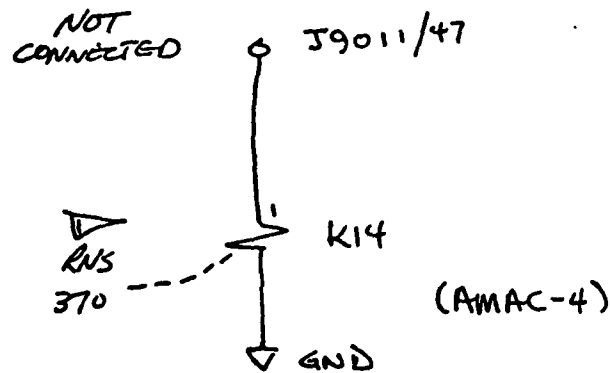 NOT
CONNECTED
J9011/47
1
K14
RNS
370
(AMAC-4)
GND